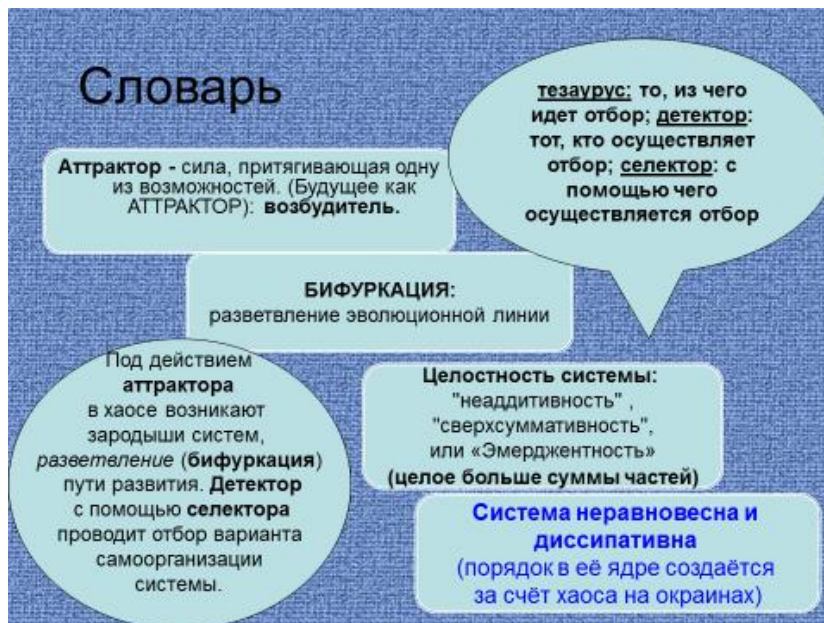 Словарь
Аттрактор - сила, притягивающая одну
из возможностей. (Будущее как
АТТРАКТОР): возбудитель.
тезаурус: то, из чего
идет отбор; детектор:
тот, кто осуществляет
отбор; селектор: с
помощью чего
осуществляется отбор
БИФУРКАЦИЯ:
разветвление эволюционной линии
Под действием
аттрактора
в хаосе возникают
зародыши систем,
разветвление (бифуркация)
пути развития. Детектор
с помощью селектора
проводит отбор варианта
самоорганизации
системы.
Целостность системы:
"неаддитивность" ,
"сверхсуммативность",
или «Эмерджентность»
(целое больше суммы частей)
Система неравновесна и
диссипативна
(порядок в её ядре создаётся
за счёт хаоса на окраинах)